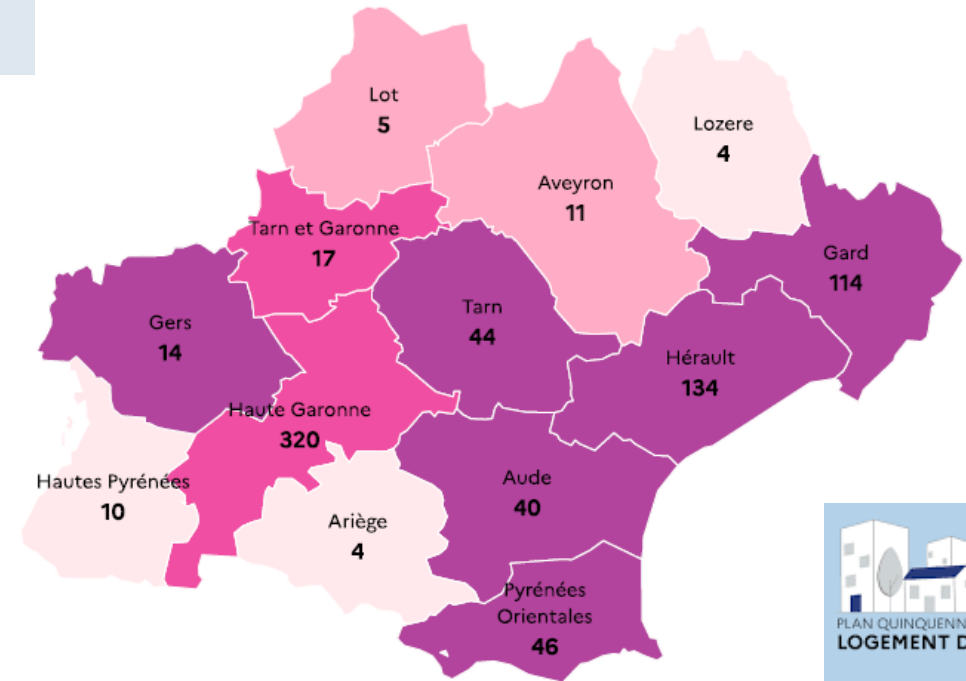 Lot
5
Lozere
4
Aveyron
11
Tarn et Garonne
17
Gard
114
Tarn
44
Gers
14
Hérault
134
Haute Garonne
320
Hautes Pyrénées
10
Aude
40
Ariège
4
Pyrénées
Orientales
46
PLAN QUINQUENN
LOGEMENT D